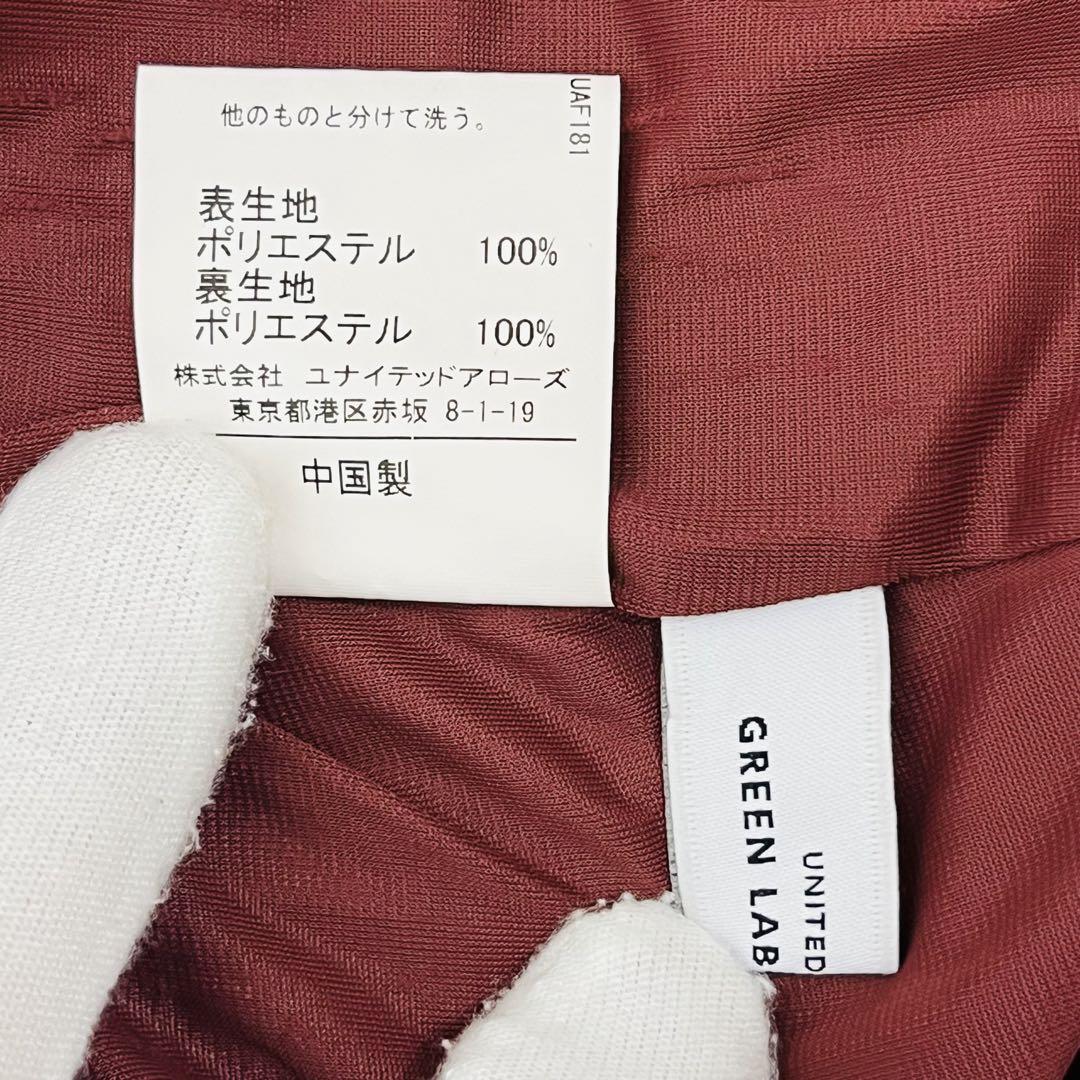 他のものと分けて洗う。
UAF181
表生地
ポリエステル 100%
裏生地
ポリエステル 100%
株式会社 ユナイテッドアローズ
東京都港区赤坂 8-1-19
中国製
UNITED
GREEN LAB